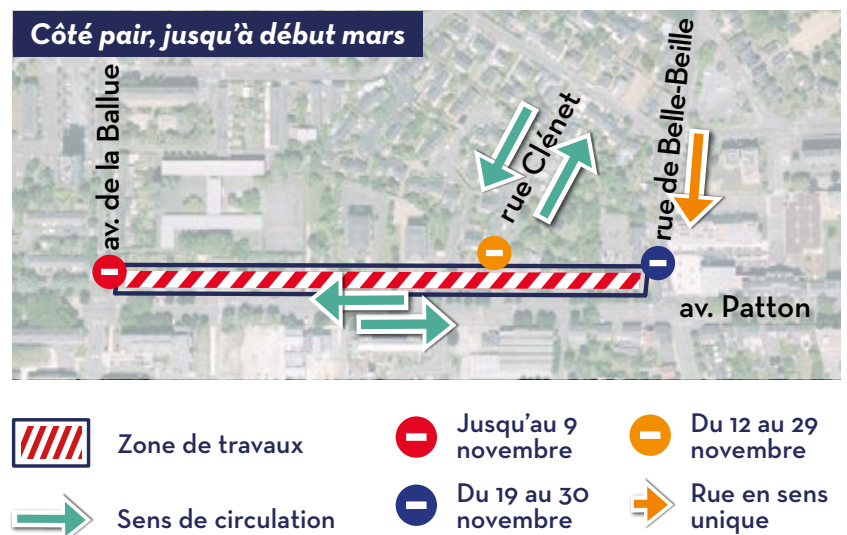 Côté pair, jusqu'à début mars
av. de la Ballue
rue Clénet
rue de Belle-Beille
av. Patton
Zone de travaux
Jusqu'au 9
novembre
Du 12 au 29
novembre
Sens de circulation
Du 19 au 30
novembre
Rue en sens
unique